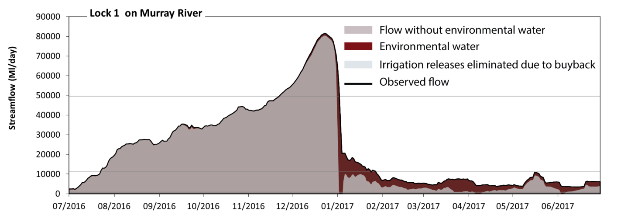 Lock 1 on Murray River
Streamflow (Ml/day)
90000
80000
70000
60000
50000
40000
30000
20000
10000
0
Flow without environmental water
Environmental water
Irrigation releases eliminated due to buyback
Observed flow
07/2016 08/2016 09/2016 10/2016 11/2016 12/2016 01/2017 02/2017 03/2017 04/2017 05/2017 06/2017